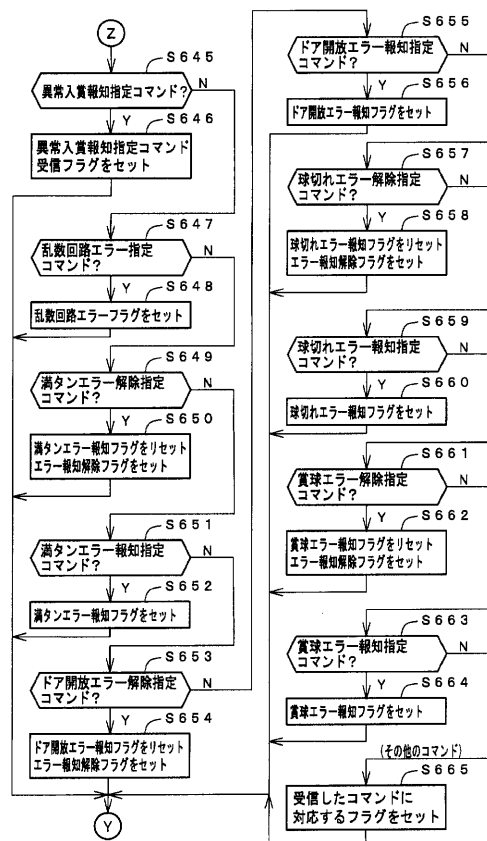 Z
S645
異常入賞報知指定コマンド?
N
Y
S646
異常入賞報知指定コマンド
受信フラグをセット
S647
乱数回路エラー指定
コマンド?
N
Y
S648
乱数回路エラーフラグをセット
S649
満タンエラー解除指定
コマンド?
N
Y
S650
満タンエラー報知フラグをリセット
エラー報知解除フラグをセット
S651
満タンエラー報知指定
コマンド?
N
Y
S652
満タンエラー報知フラグをセット
S653
ドア開放エラー解除指定
コマンド?
N
Y
S654
ドア開放エラー報知フラグをリセット
エラー報知解除フラグをセット
Y
S655
ドア開放エラー報知指定
コマンド?
N
Y
S656
ドア開放エラー報知フラグをセット
S657
球切れエラー解除指定
コマンド?
N
Y
S658
球切れエラー報知フラグをリセット
エラー報知解除フラグをセット
S659
球切れエラー報知指定
コマンド?
N
Y
S660
球切れエラー報知フラグをセット
S661
賞球エラー解除指定
コマンド?
N
Y
S662
賞球エラー報知フラグをリセット
エラー報知解除フラグをセット
S663
賞球エラー報知指定
コマンド?
N
Y
S664
賞球エラー報知フラグをセット
(その他のコマンド)
S665
受信したコマンドに
対応するフラグをセット